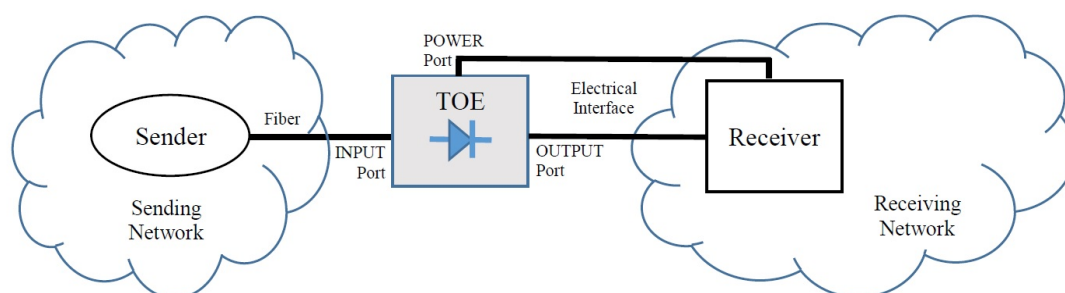 POWER
Port
TOE
Electrical
Interface
Fiber
Sender
INPUT
Port
OUTPUT
Port
Receiver
Sending
Network
Receiving
Network